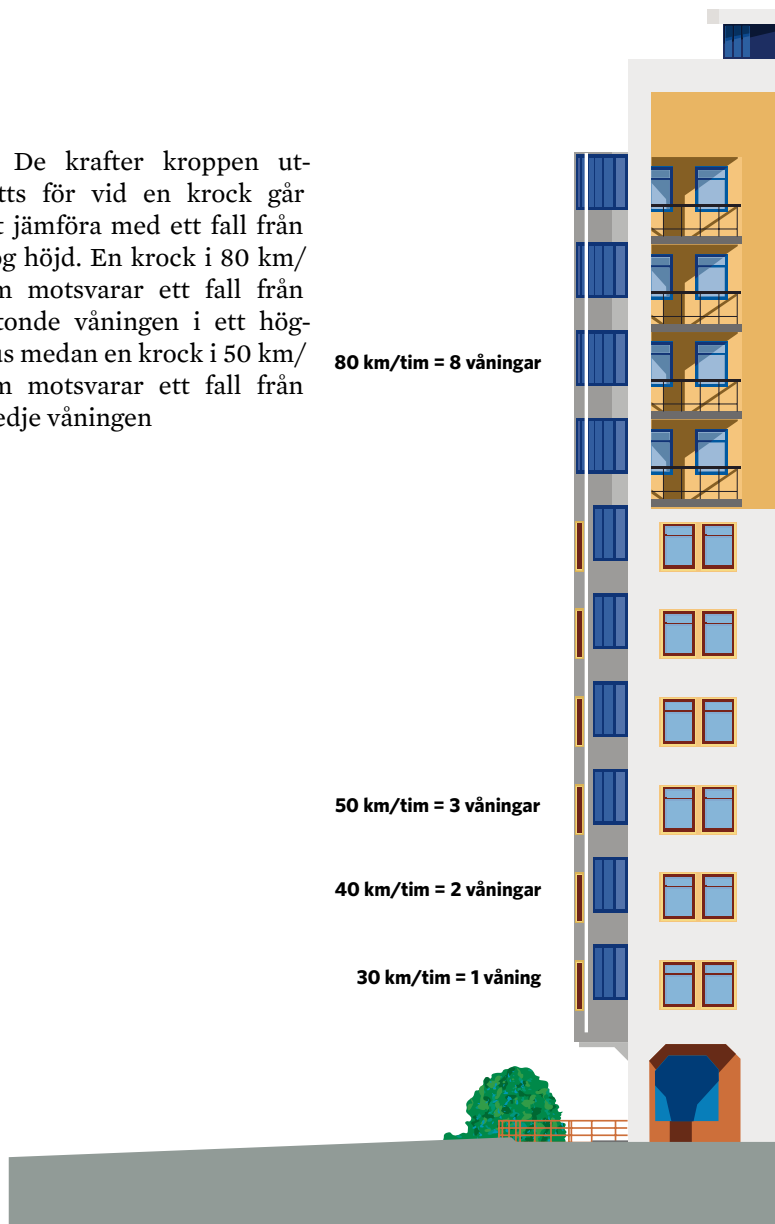 De krafter kroppen ut-
tts för vid en krock går
t jämföra med ett fall från
g höjd. En krock i 80 km/
m motsvarar ett fall från
tonde våningen i ett hög-
us medan en krock i 50 km/
m motsvarar ett fall från
edje våningen
80 km/tim = 8 våningar
50 km/tim = 3 våningar
40 km/tim = 2 våningar
30 km/tim = 1 våning